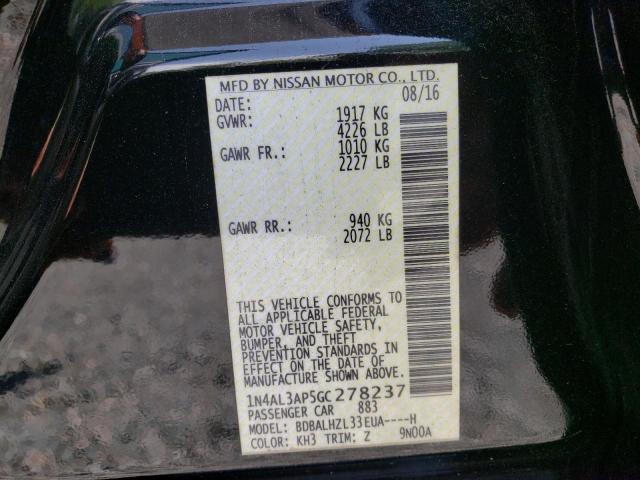 MFD BY NISSAN MOTOR CO., LTD.
DATE: 08/16
GVWR: 1917 KG
4226 LB
GAWR FR.: 1010 KG
2227 LB
GAWR RR.: 940 KG
2072 LB
THIS VEHICLE CONFORMS TO
ALL APPLICABLE FEDERAL
MOTOR VEHICLE SAFETY,
BUMPER, AND THEFT
PREVENTION STANDARDS IN
EFFECT ON THE DATE OF
MANUFACTURE SHOWN ABOVE.
1N4AL3AP5GC278237
PASSENGER CAR 883
MODEL: BDBALHZL33EUA----H
COLOR: KH3 TRIM: Z 9N00A